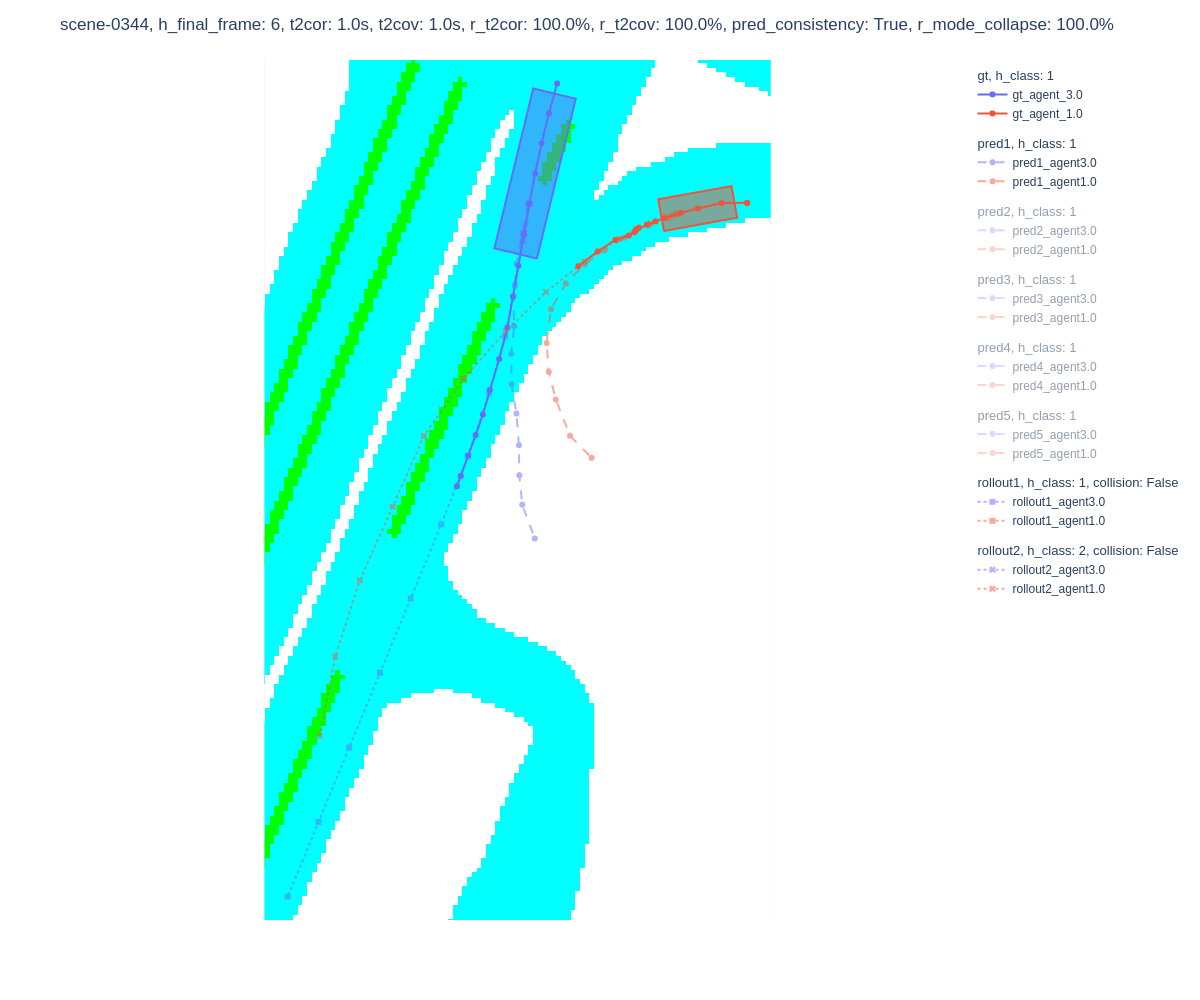 scene-0344, h_final_frame: 6, t2cor: 1.0s, t2cov: 1.0s, r_t2cor: 100.0%, r_t2cov: 100.0%, pred_consistency: True, r_mode_collapse: 100.0%
gt, h_class: 1
gt_agent_3.0
gt_agent_1.0
pred1, h_class: 1
pred1_agent3.0
pred1_agent1.0
pred2, h_class: 1
pred2_agent3.0
pred2_agent1.0
pred3, h_class: 1
pred3_agent3.0
pred3_agent1.0
pred4, h_class: 1
pred4_agent3.0
pred4_agent1.0
pred5, h_class: 1
pred5_agent3.0
pred5_agent1.0
rollout1, h_class: 1, collision: False
rollout1_agent3.0
rollout1_agent1.0
rollout2, h_class: 2, collision: False
rollout2_agent3.0
rollout2_agent1.0